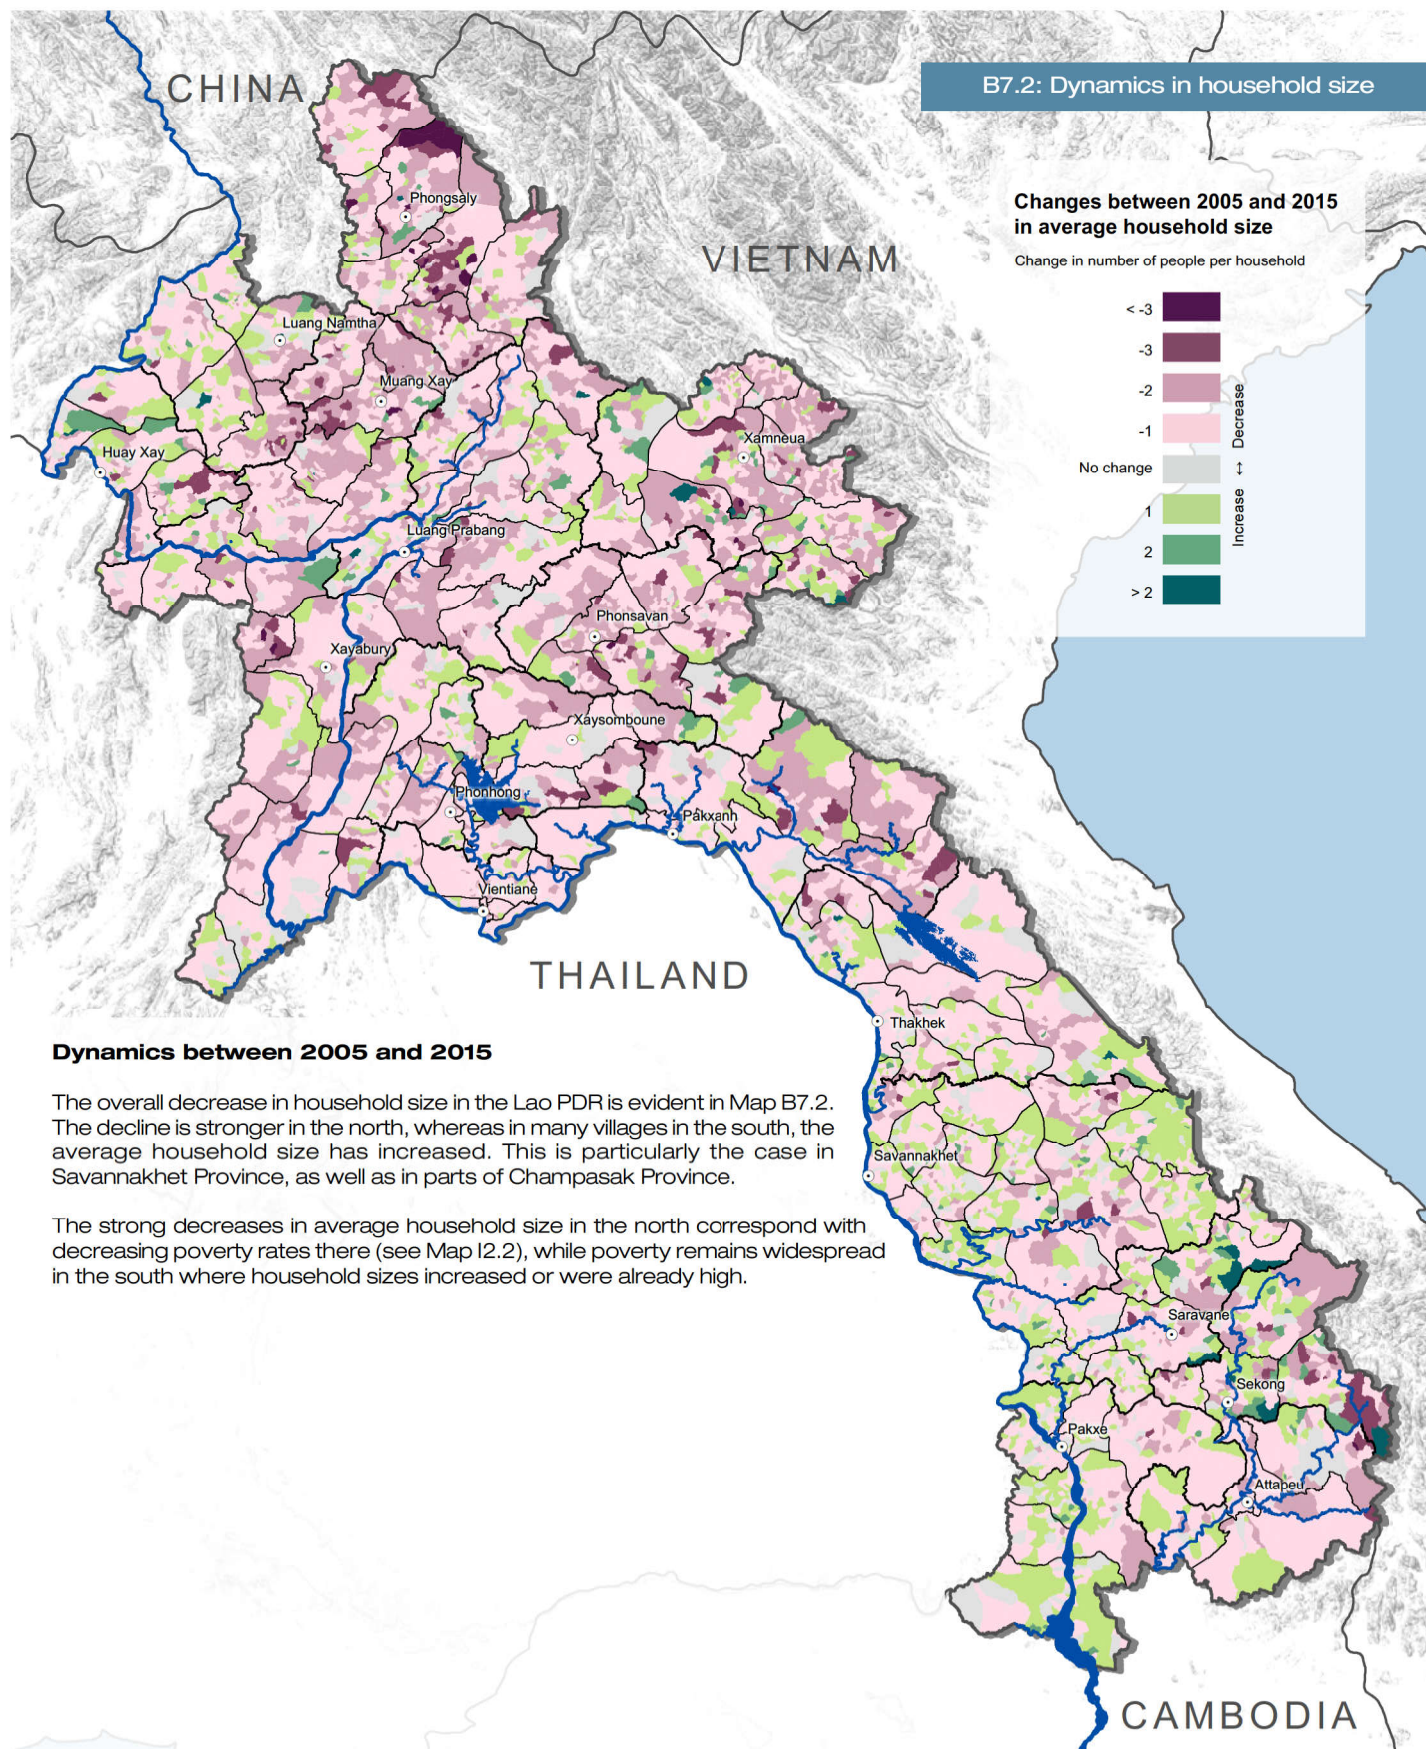 B7.2: Dynamics in household size
CHINA
VIETNAM
Changes between 2005 and 2015
in average household size
Change in number of people per household
< -3
-3
-2
-1
No change
1
2
> 2
Decrease
↔
Increase
Phongsaly
Luang Namtha
Muang Xay
Huay Xay
Xamneua
Luang Prabang
Phonsavan
Xayabury
Xaysomboune
Phonhong
Pakxanh
Vientiane
THAILAND
Thakhek
Savannakhet
Saravane
Sekong
Pakxe
Attapeu
CAMBODIA
Dynamics between 2005 and 2015
The overall decrease in household size in the Lao PDR is evident in Map B7.2.
The decline is stronger in the north, whereas in many villages in the south, the
average household size has increased. This is particularly the case in
Savannakhet Province, as well as in parts of Champasak Province.
The strong decreases in average household size in the north correspond with
decreasing poverty rates there (see Map I2.2), while poverty remains widespread
in the south where household sizes increased or were already high.